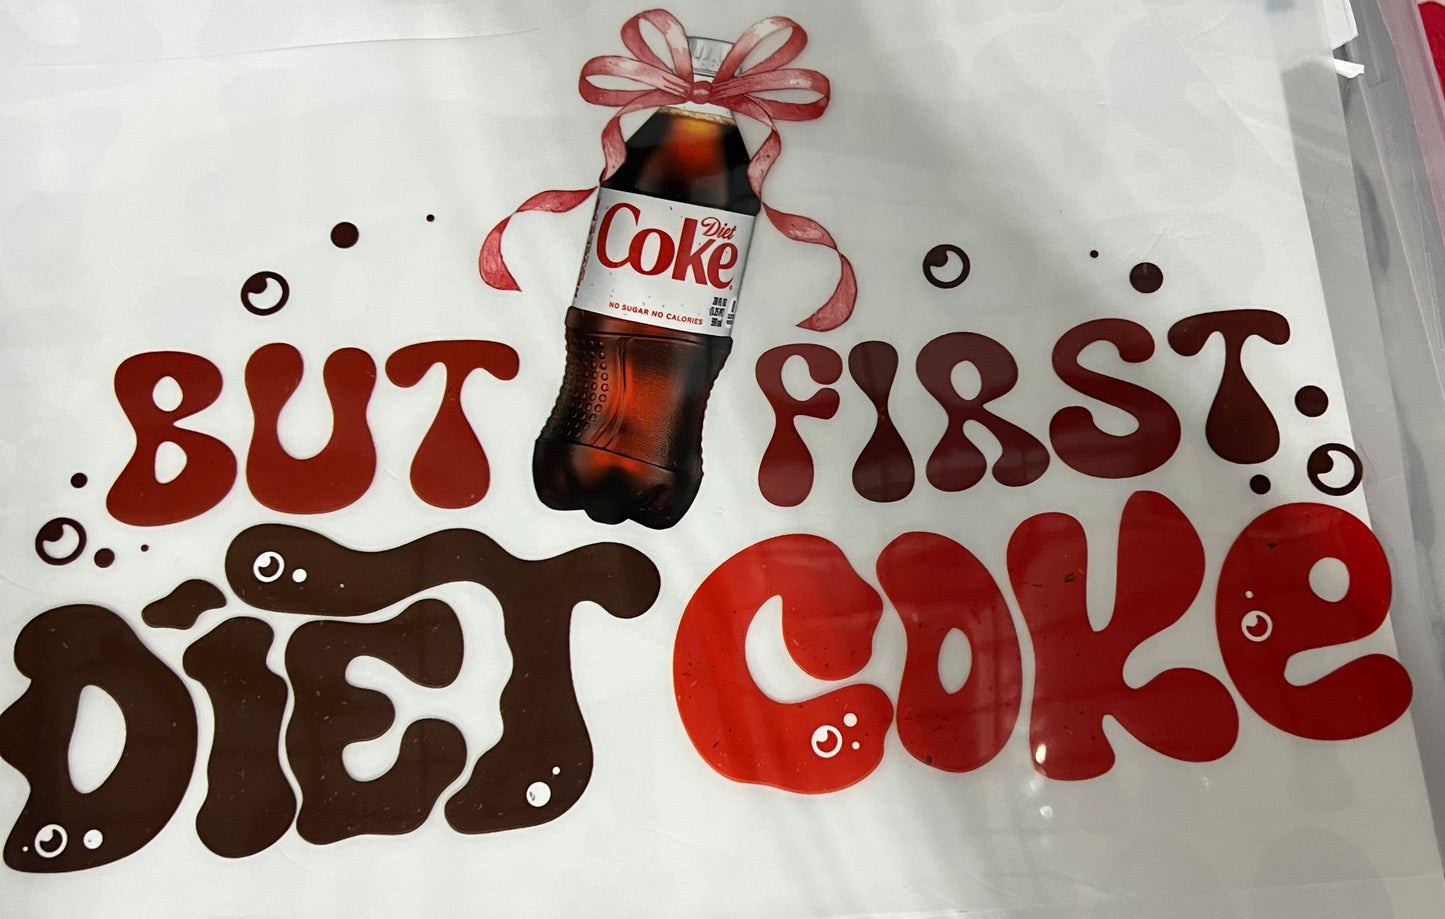 Diet
Coke
NO SUGAR NO CALORIES
BUT FIRST
DIET COKE